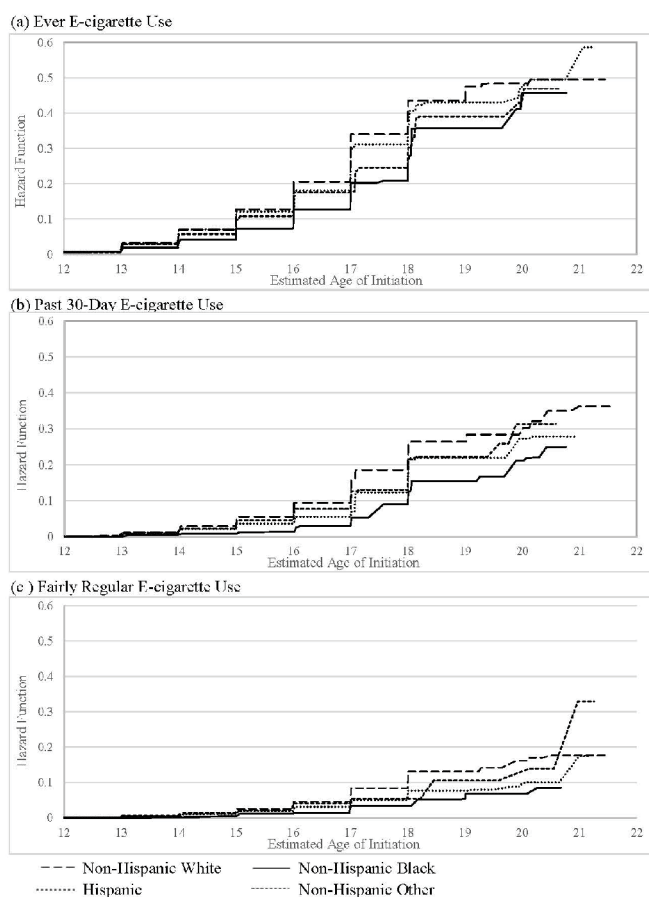 (a) Ever E-cigarette Use
0.6
0.5
0.4
0.3
0.2
0.1
0
Hazard Function
12 13 14 15 16 17 18 19 20 21 22
Estimated Age of Initiation
(b) Past 30-Day E-cigarette Use
0.6
0.5
0.4
0.3
0.2
0.1
0
Hazard Function
12 13 14 15 16 17 18 19 20 21 22
Estimated Age of Initiation
(c ) Fairly Regular E-cigarette Use
0.6
0.5
0.4
0.3
0.2
0.1
0
Hazard Function
12 13 14 15 16 17 18 19 20 21 22
Estimated Age of Initiation
Non-Hispanic White Non-Hispanic Black
Hispanic Non-Hispanic Other